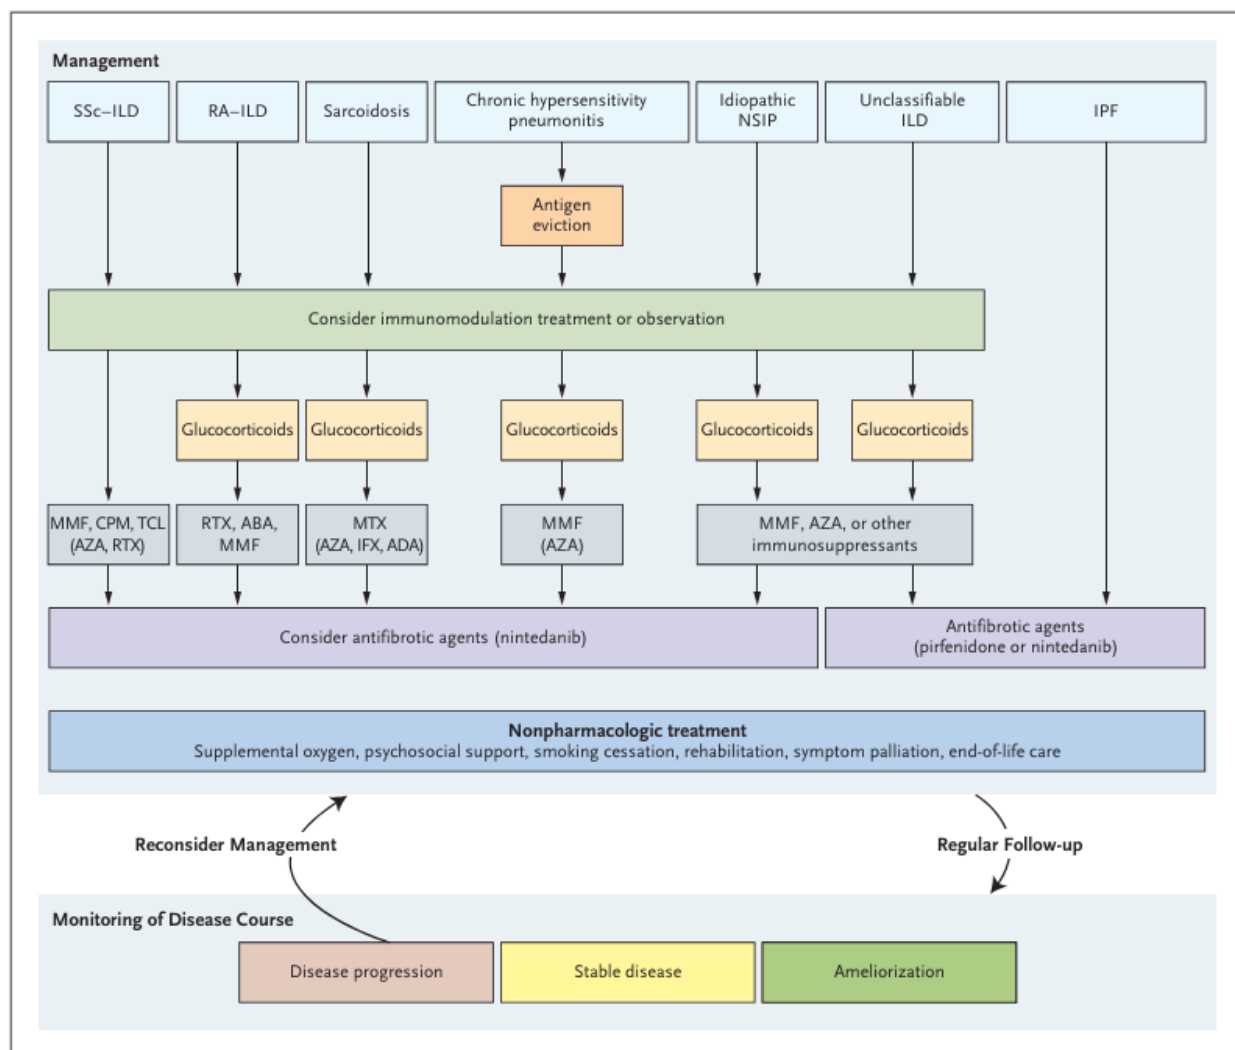 Management
SSc–ILD
RA–ILD
Sarcoidosis
Chronic hypersensitivity
pneumonitis
Idiopathic
NSIP
Unclassifiable
ILD
IPF
Antigen
eviction
Consider immunomodulation treatment or observation
Glucocorticoids
Glucocorticoids
Glucocorticoids
Glucocorticoids
Glucocorticoids
MMF, CPM, TCL
(AZA, RTX)
RTX, ABA,
MMF
MTX
(AZA, IFX, ADA)
MMF
(AZA)
MMF, AZA, or other
immunosuppressants
Consider antifibrotic agents (nintedanib)
Antifibrotic agents
(pirfenidone or nintedanib)
Nonpharmacologic treatment
Supplemental oxygen, psychosocial support, smoking cessation, rehabilitation, symptom palliation, end-of-life care
Reconsider Management
Regular Follow-up
Monitoring of Disease Course
Disease progression
Stable disease
Ameliorization